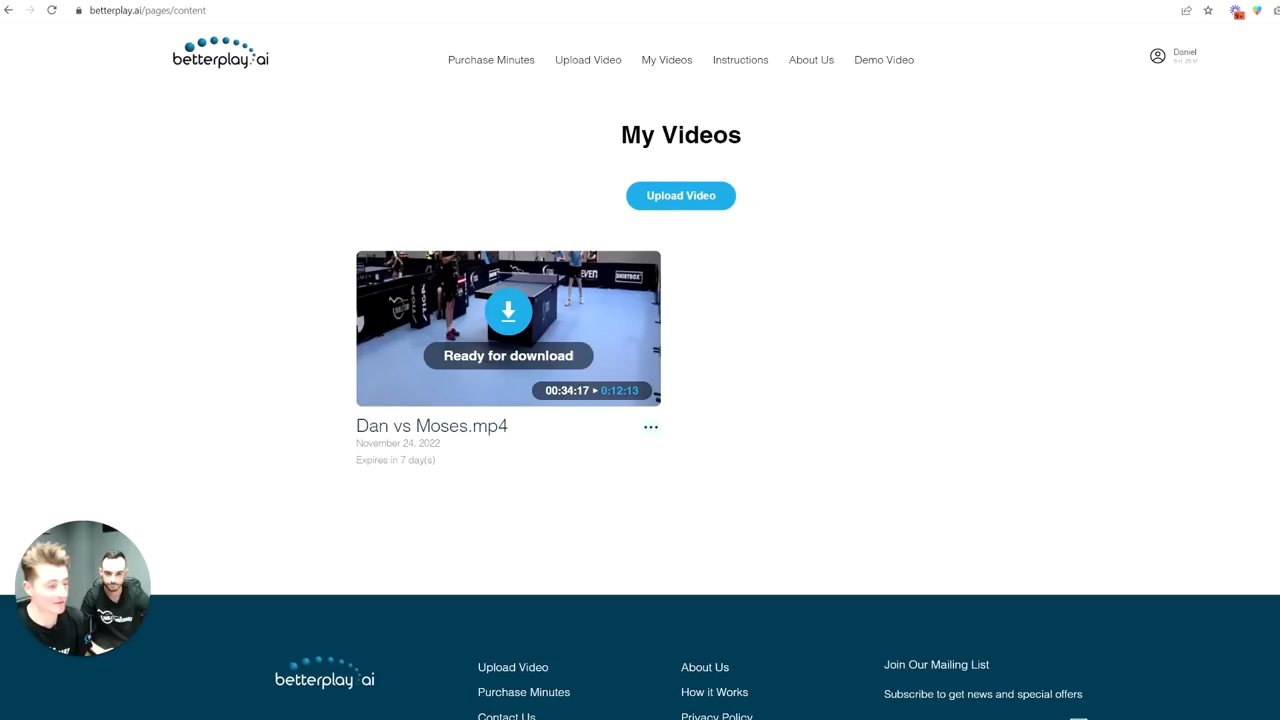 betterplay.ai/pages/content
9+
betterplay.ai
Purchase Minutes
Upload Video
My Videos
Instructions
About Us
Demo Video
Daniel
My Videos
Upload Video
STIGA
SHIRTBOX
Ready for download
00:34:17 ▸ 0:12:13
Dan vs Moses.mp4
...
November 24, 2022
Expires in 7 day(s)
betterplay.ai
Upload Video
Purchase Minutes
Contact Us
About Us
How it Works
Privacy Policy
Join Our Mailing List
Subscribe to get news and special offers